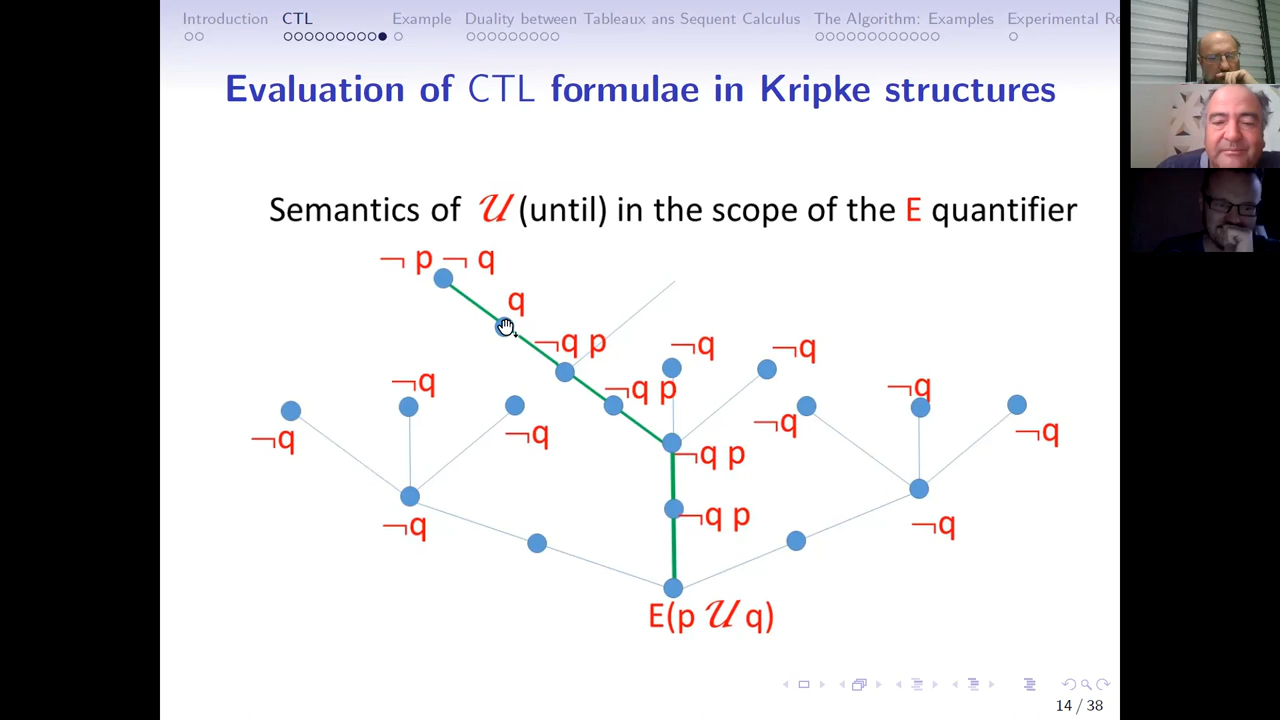 Introduction CTL Example Duality between Tableaux ans Sequent Calculus The Algorithm: Examples Experimental Re
Evaluation of CTL formulae in Kripke structures
Semantics of 𝒰 (until) in the scope of the E quantifier
¬ p ¬ q
q
¬q p
¬q
¬q
¬q
¬q p
¬q
¬q
¬q
¬q
¬q
¬q p
¬q
¬q p
¬q
¬q
E(p 𝒰 q)
14 / 38